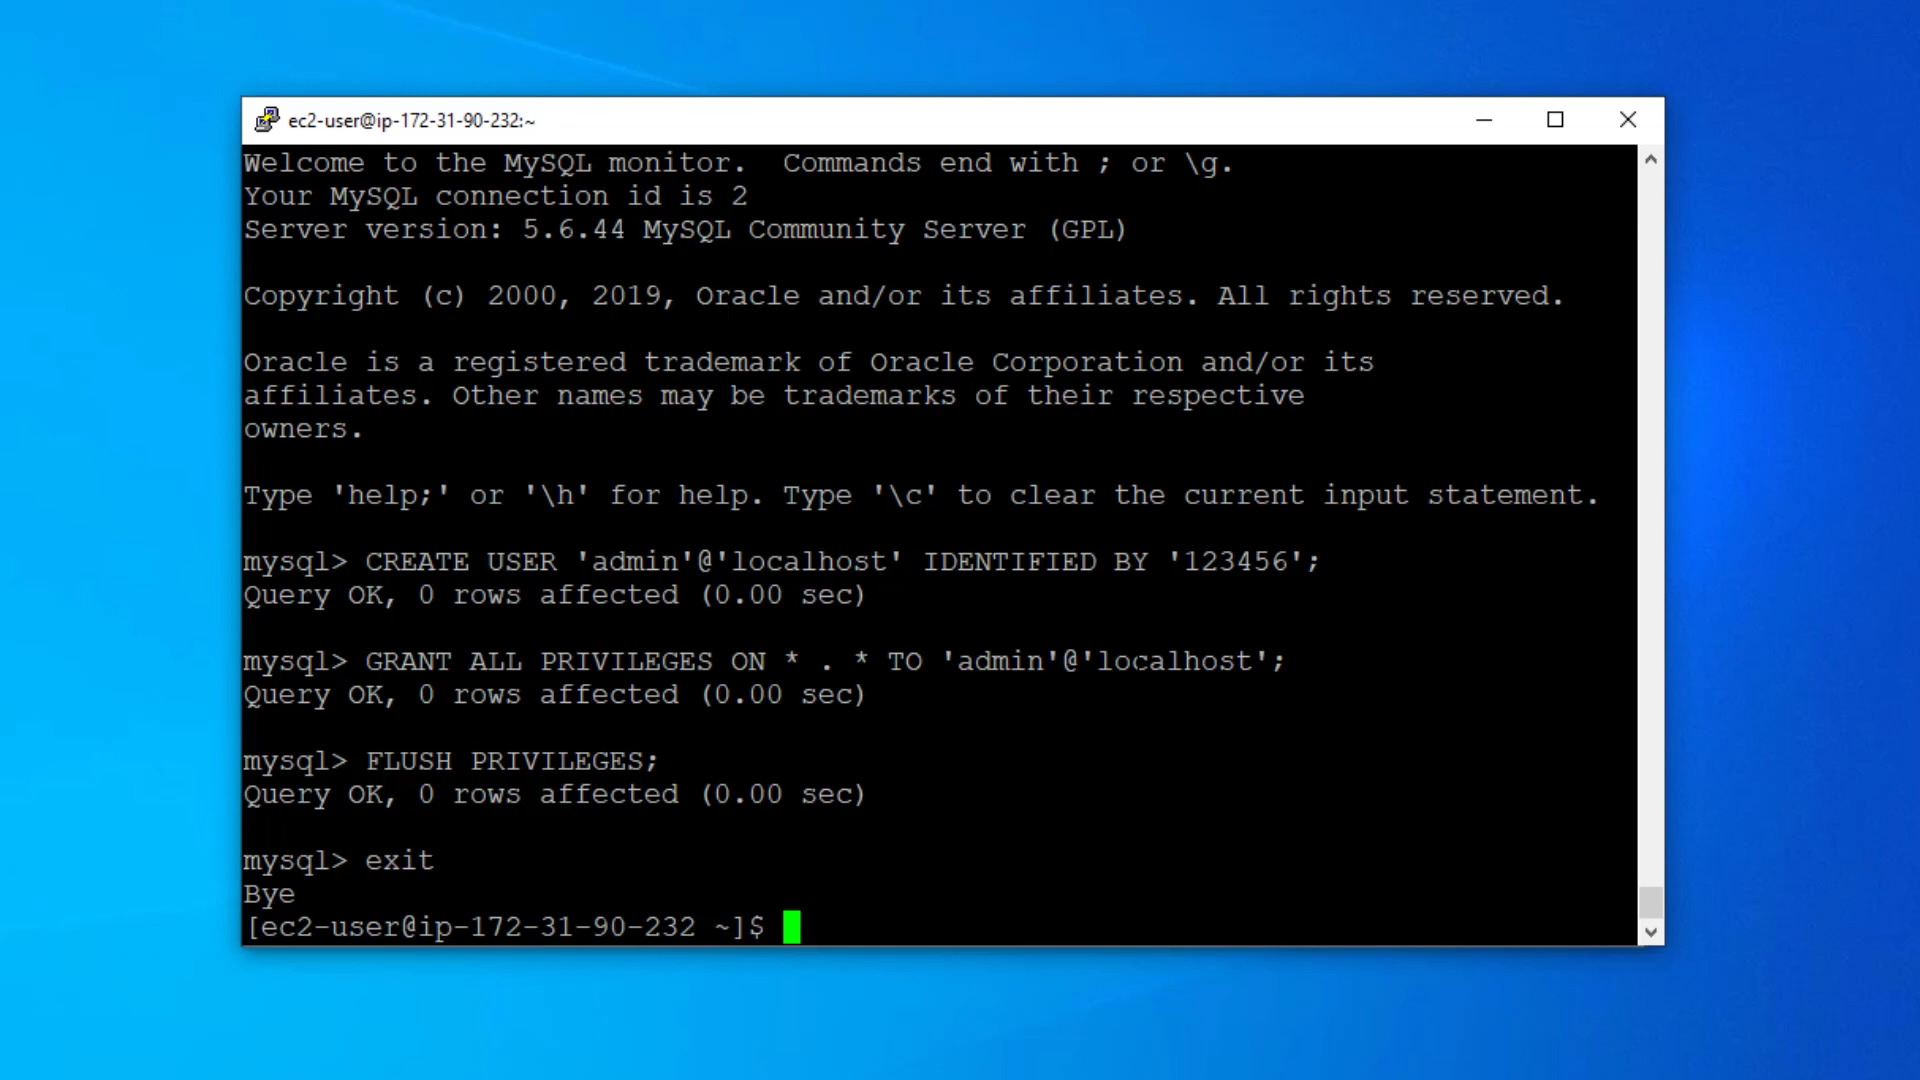 ec2-user@ip-172-31-90-232:~
Welcome to the MySQL monitor.  Commands end with ; or \g.
Your MySQL connection id is 2
Server version: 5.6.44 MySQL Community Server (GPL)
Copyright (c) 2000, 2019, Oracle and/or its affiliates. All rights reserved.
Oracle is a registered trademark of Oracle Corporation and/or its
affiliates. Other names may be trademarks of their respective
owners.
Type 'help;' or '\h' for help. Type '\c' to clear the current input statement.
mysql> CREATE USER 'admin'@'localhost' IDENTIFIED BY '123456';
Query OK, 0 rows affected (0.00 sec)
mysql> GRANT ALL PRIVILEGES ON * . * TO 'admin'@'localhost';
Query OK, 0 rows affected (0.00 sec)
mysql> FLUSH PRIVILEGES;
Query OK, 0 rows affected (0.00 sec)
mysql> exit
Bye
[ec2-user@ip-172-31-90-232 ~]$